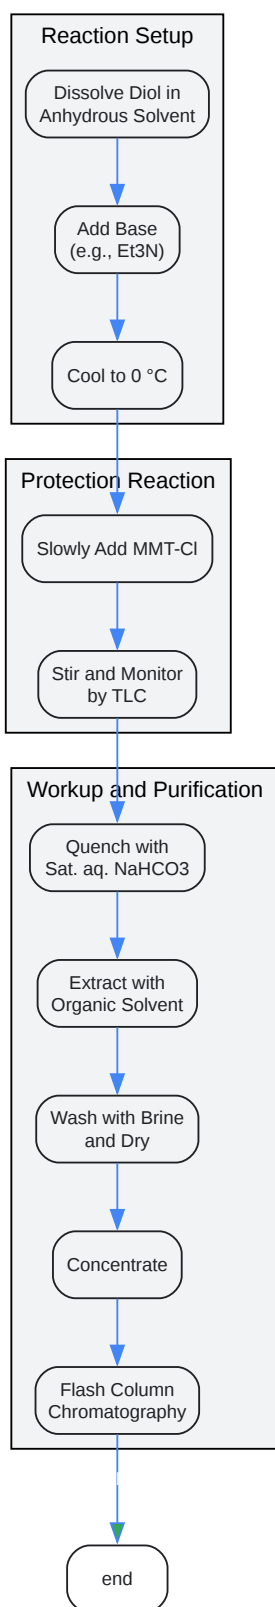 Reaction Setup
Dissolve Diol in
Anhydrous Solvent
Add Base
(e.g., Et3N)
Cool to 0 °C
Protection Reaction
Slowly Add MMT-Cl
Stir and Monitor
by TLC
Workup and Purification
Quench with
Sat. aq. NaHCO3
Extract with
Organic Solvent
Wash with Brine
and Dry
Concentrate
Flash Column
Chromatography
end